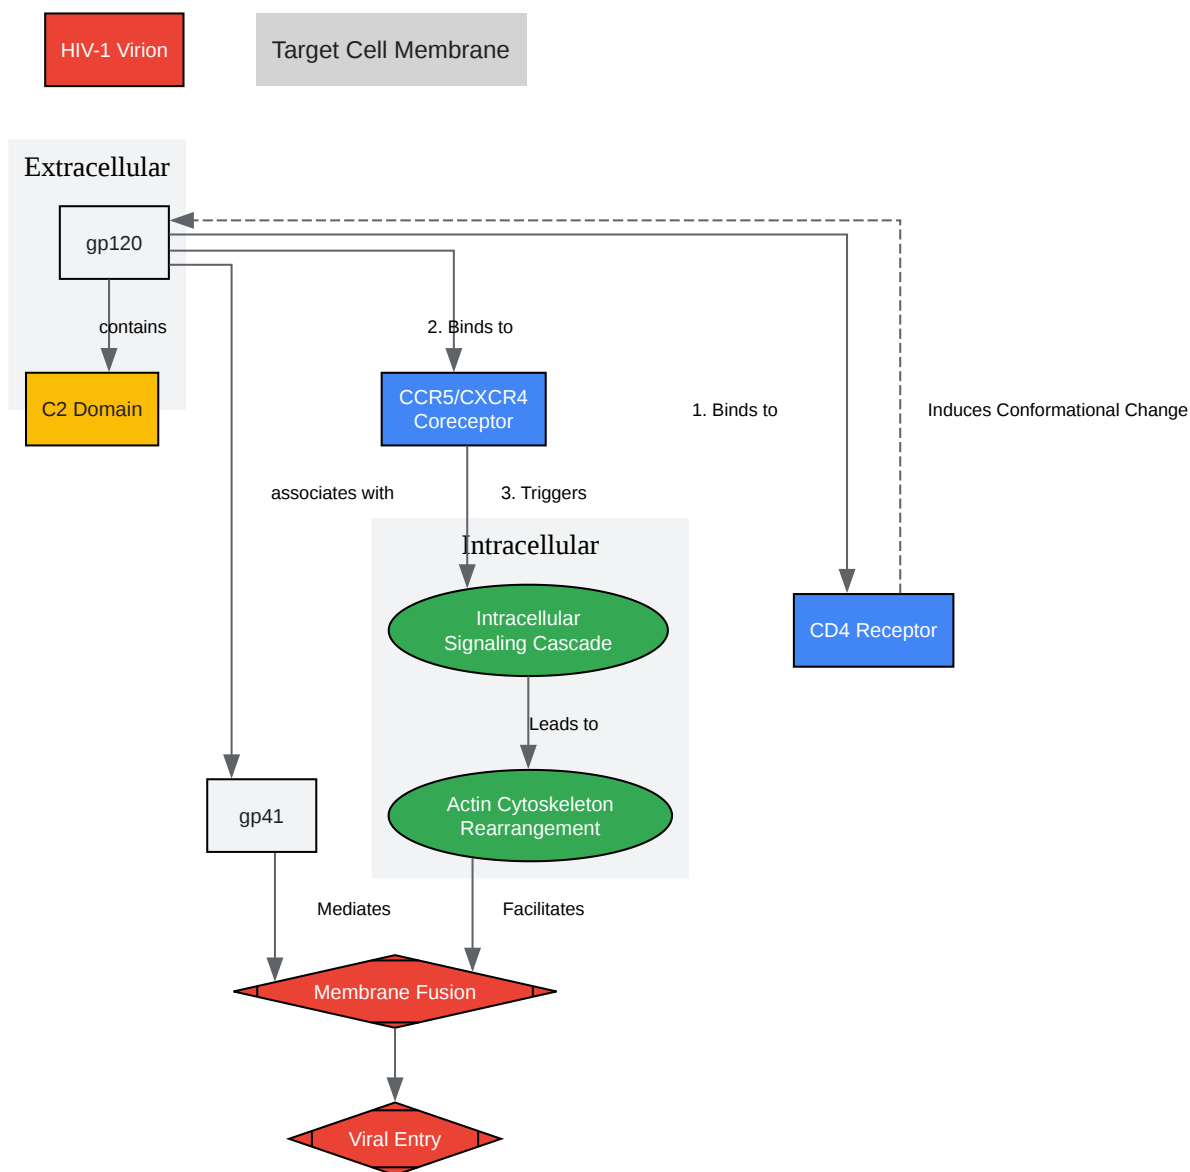 HIV-1 Virion
Target Cell Membrane
Extracellular
gp120
contains
2. Binds to
C2 Domain
CCR5/CXCR4
Coreceptor
1. Binds to
Induces Conformational Change
associates with
3. Triggers
Intracellular
Intracellular
Signaling Cascade
CD4 Receptor
Leads to
gp41
Actin Cytoskeleton
Rearrangement
Mediates
Facilitates
Membrane Fusion
Viral Entry